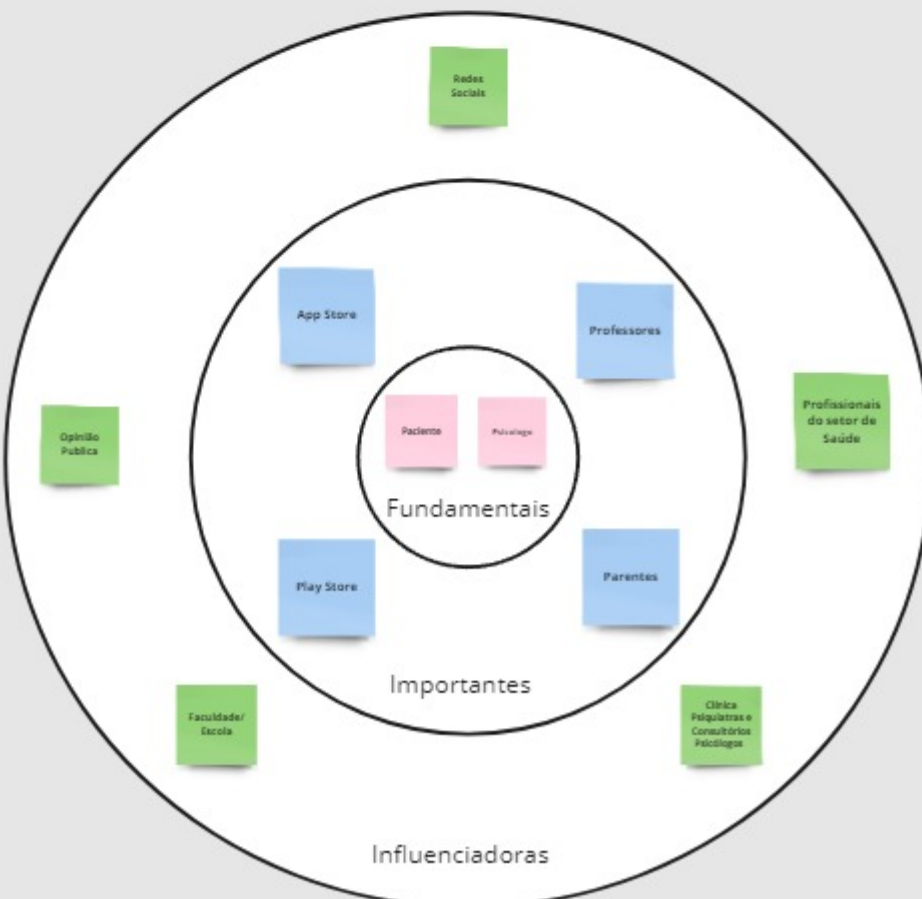 Redes
Sociais
App Store
Professores
Profissionais
do setor de
Saúde
Opinião
Publica
Paciente
Psicologo
Fundamentais
Play Store
Parentes
Importantes
Faculdade/
Escola
Clinica
Psiquiatras e
Consultórios
Psicólogos
Influenciadoras